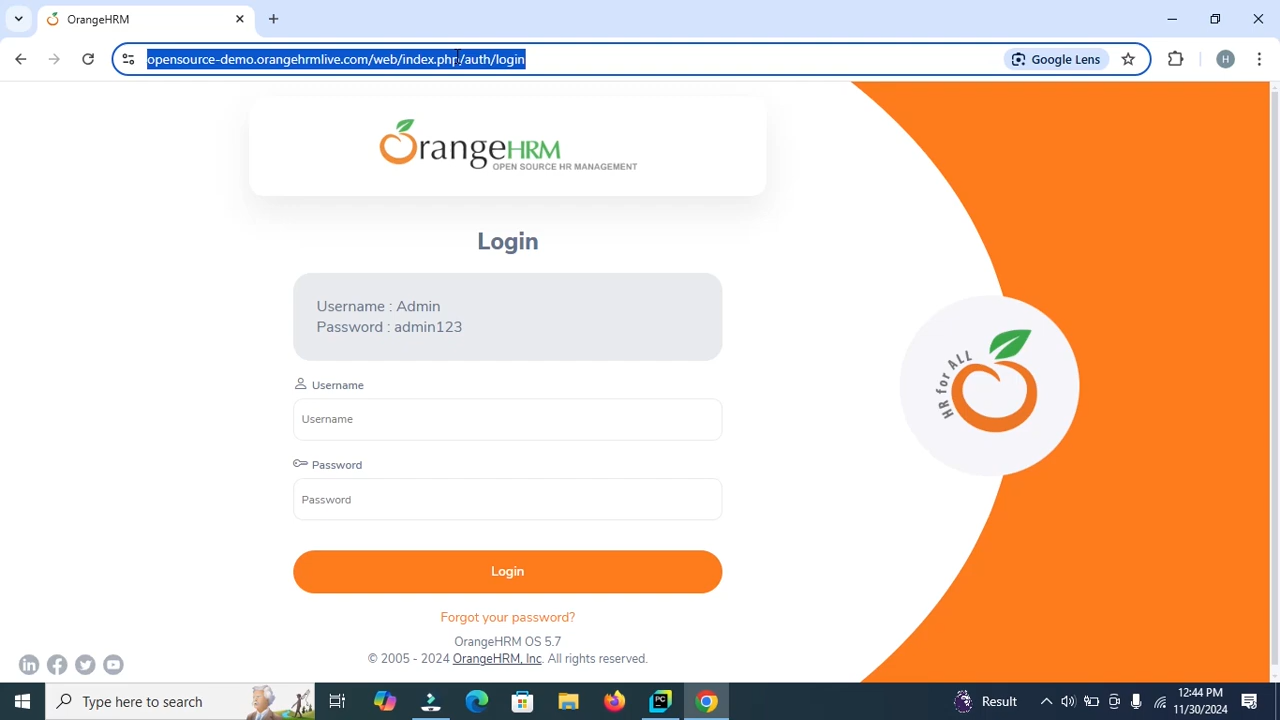 OrangeHRM
opensource-demo.orangehrmlive.com/web/index.php/auth/login
Google Lens
H
OrangeHRM
OPEN SOURCE HR MANAGEMENT
Login
Username : Admin
Password : admin123
Username
Username
Password
Password
Login
Forgot your password?
OrangeHRM OS 5.7
© 2005 - 2024 OrangeHRM, Inc. All rights reserved.
HR for ALL
Type here to search
PC
Result
12:44 PM
11/30/2024